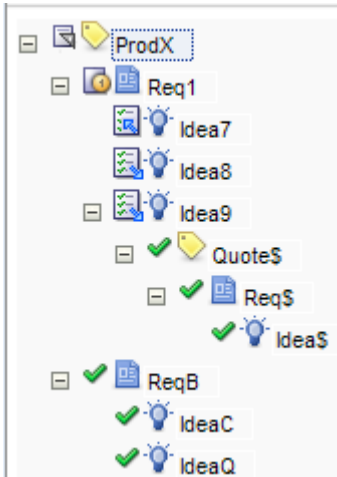 ProdX
Req1
Idea7
Idea8
Idea9
Quote$
Req$
Idea$
ReqB
IdeaC
IdeaQ